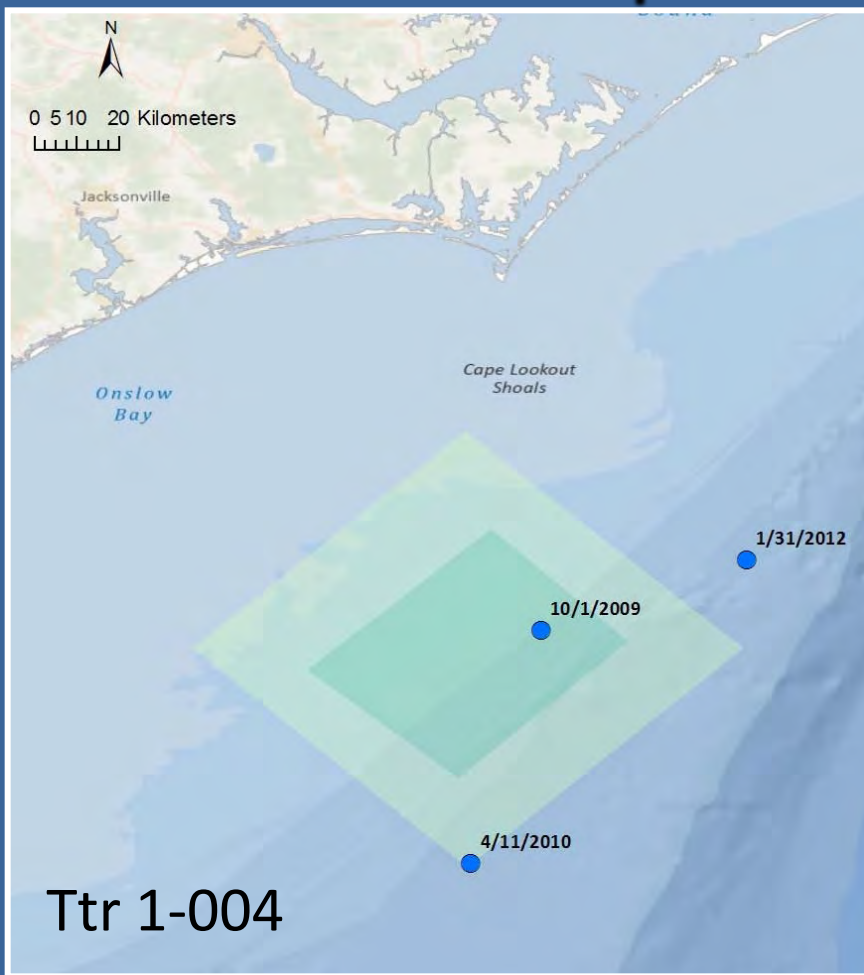 N
0 5 10 20 Kilometers
Jacksonville
Onslow
Bay
Cape Lookout
Shoals
1/31/2012
10/1/2009
4/11/2010
Ttr 1-004